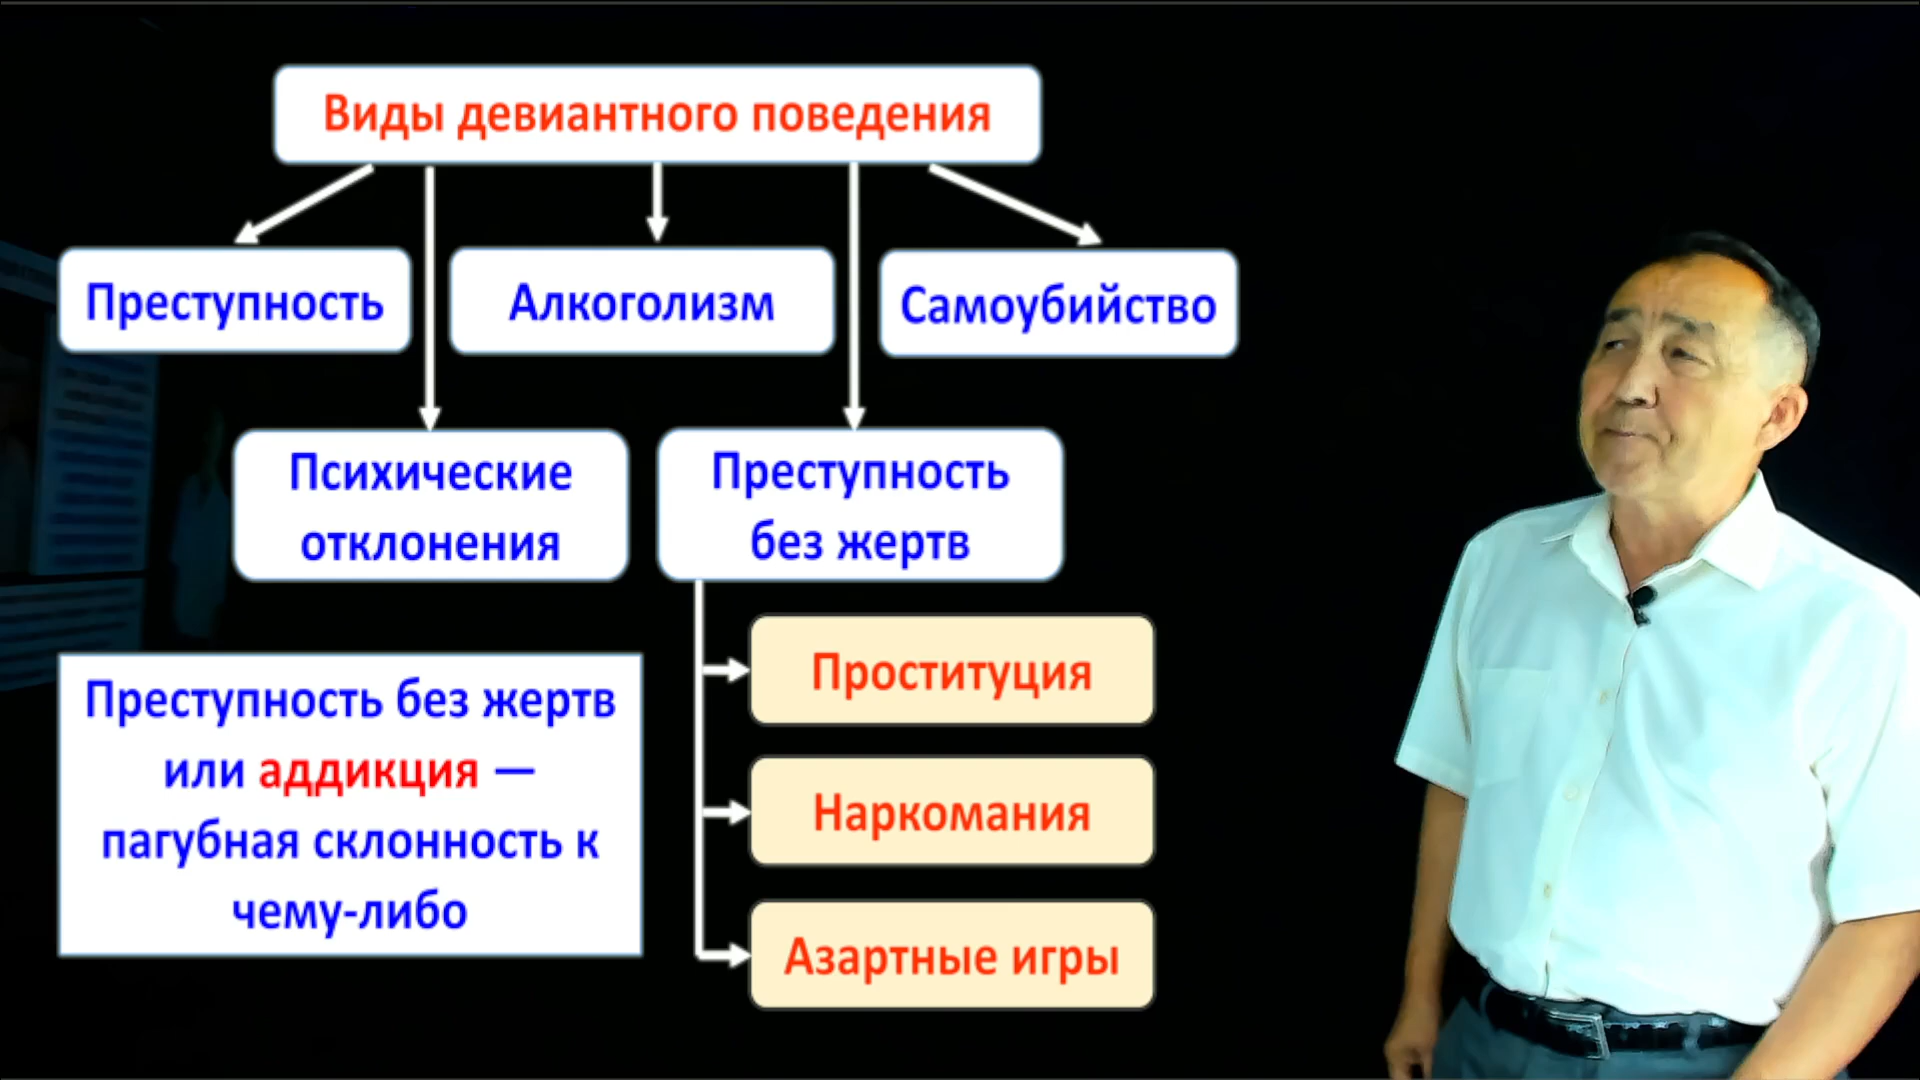 Виды девиантного поведения
Преступность
Алкоголизм
Самоубийство
Психические
отклонения
Преступность
без жертв
Проституция
Наркомания
Азартные игры
Преступность без жертв
или аддикция —
пагубная склонность к
чему-либо